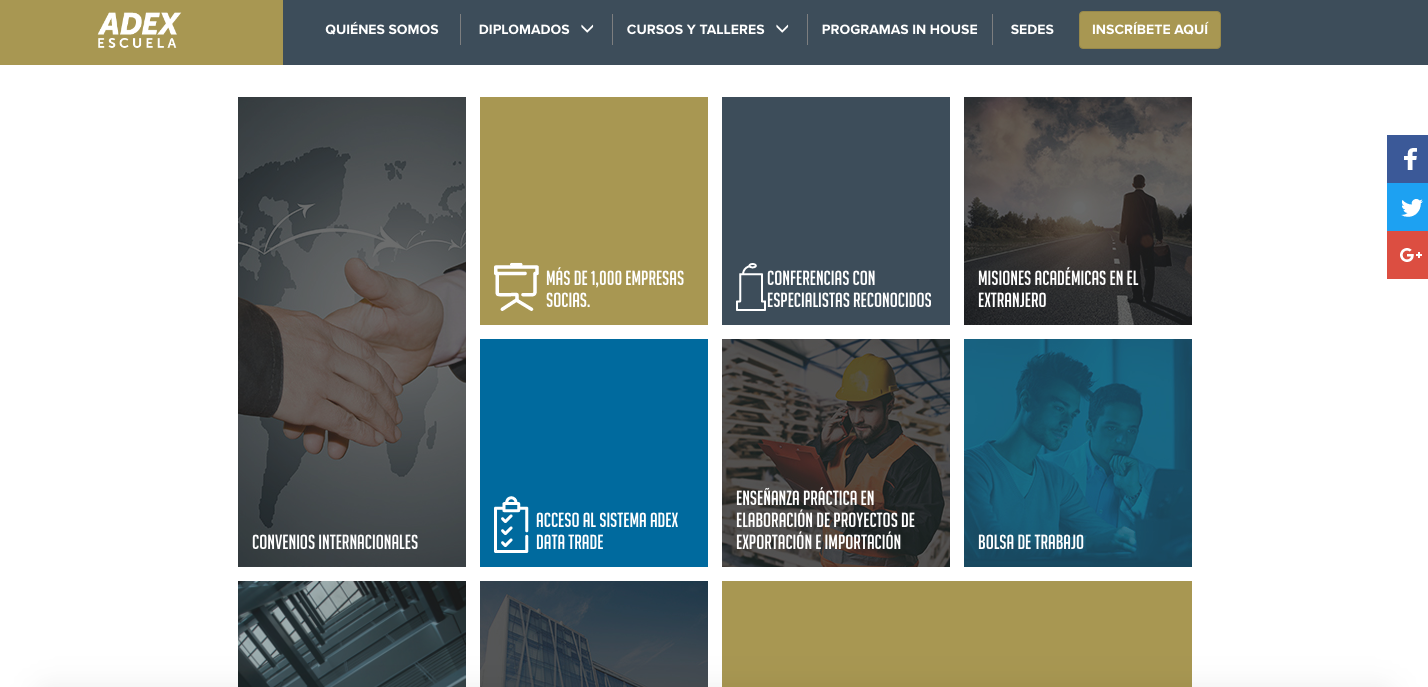 ADEX
ESCUELA
QUIÉNES SOMOS
DIPLOMADOS
CURSOS Y TALLERES
PROGRAMAS IN HOUSE
SEDES
INSCRÍBETE AQUÍ
MÁS DE 1,000 EMPRESAS
SOCIAS.
CONFERENCIAS CON
ESPECIALISTAS RECONOCIDOS
MISIONES ACADÉMICAS EN EL
EXTRANJERO
CONVENIOS INTERNACIONALES
ACCESO AL SISTEMA ADEX
DATA TRADE
ENSEÑANZA PRÁCTICA EN
ELABORACIÓN DE PROYECTOS DE
EXPORTACIÓN E IMPORTACIÓN
BOLSA DE TRABAJO
G+